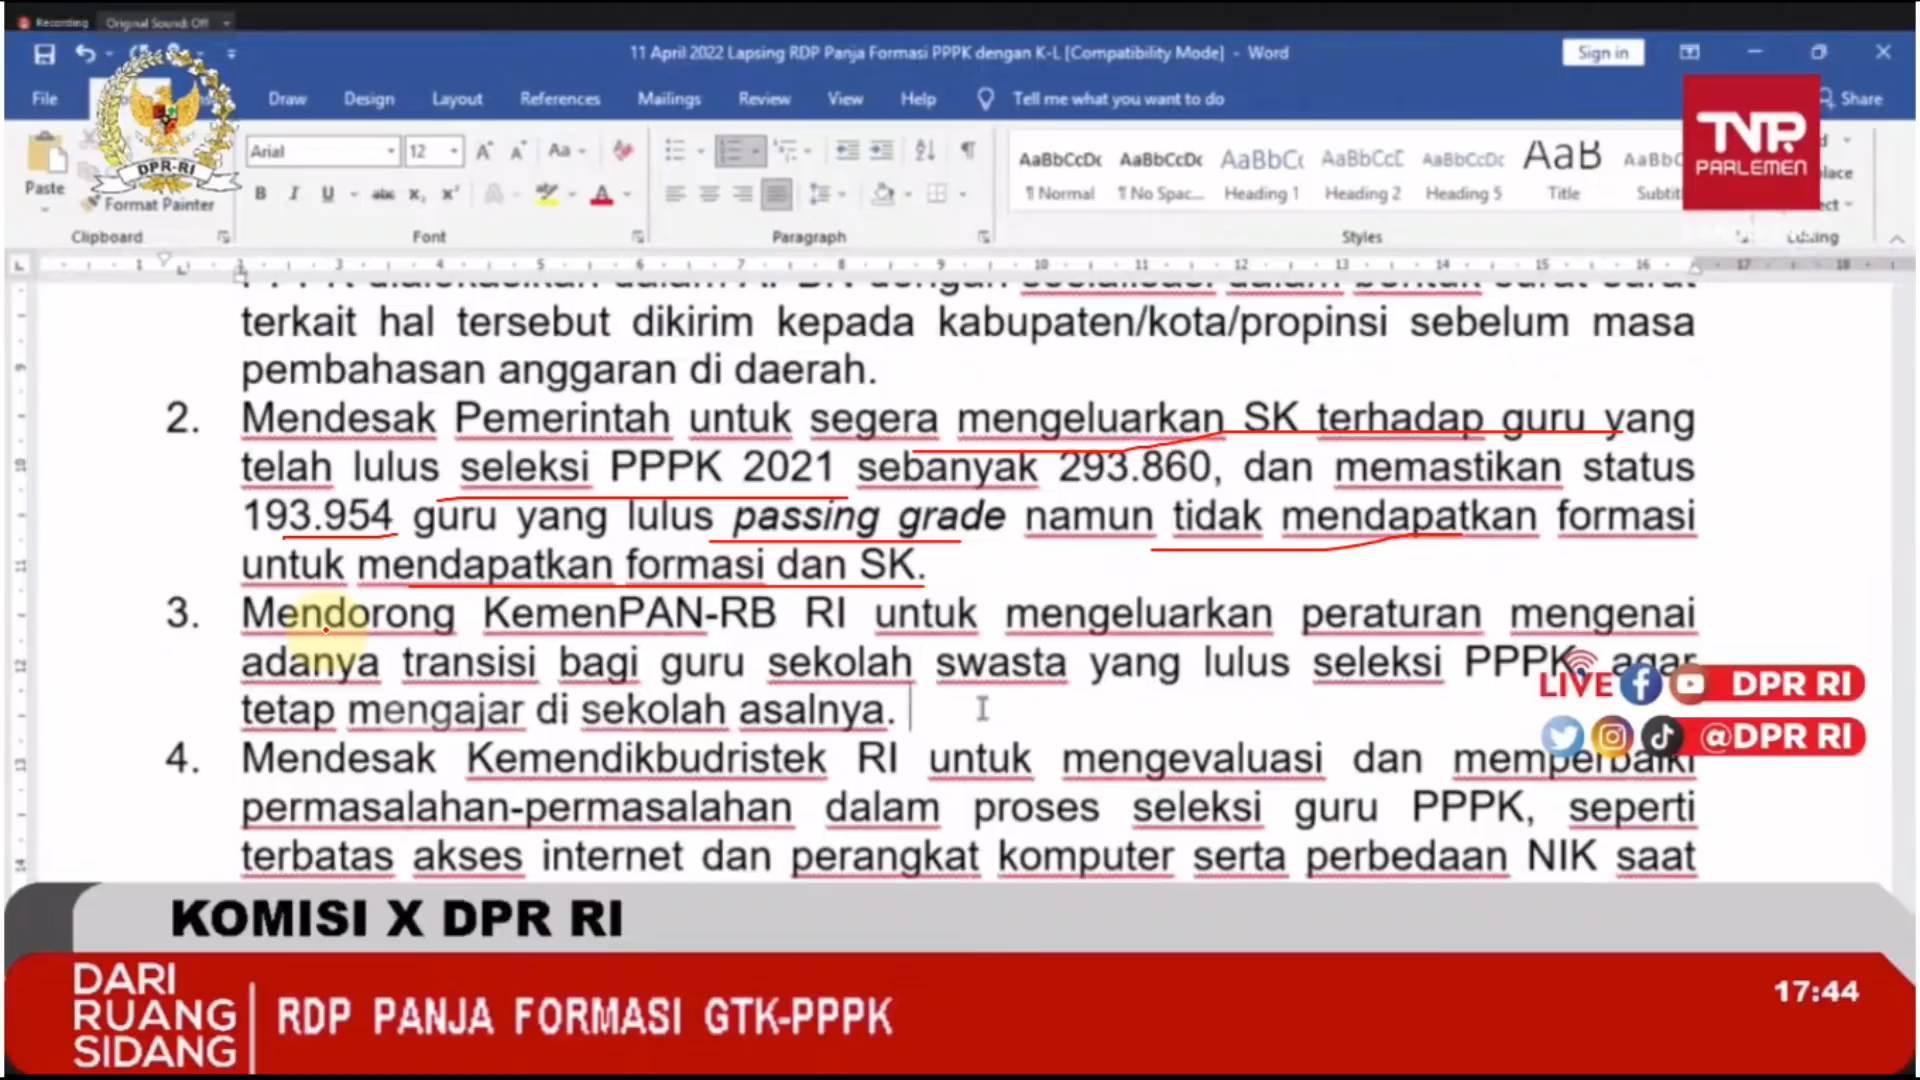 Recording Original Sound: Off
11 April 2022 Lapsing RDP Panja Formasi PPPK dengan K-L [Compatibility Mode] - Word
Sign in
File Draw Design Layout References Mailings Review View Help Tell me what you want to do Share
DPR-RI
TVR PARLEMEN
Paste
Format Painter
Arial 12
AaBbCcDc AaBbCcDc AaBbCc AaBbCcC AaBbCcDc AaB AaBbC
¶ Normal ¶ No Spac... Heading 1 Heading 2 Heading 5 Title Subtit
Clipboard Font Paragraph Styles Editing
terkait hal tersebut dikirim kepada kabupaten/kota/propinsi sebelum masa
pembahasan anggaran di daerah.
2. Mendesak Pemerintah untuk segera mengeluarkan SK terhadap guru yang
telah lulus seleksi PPPK 2021 sebanyak 293.860, dan memastikan status
193.954 guru yang lulus passing grade namun tidak mendapatkan formasi
untuk mendapatkan formasi dan SK.
3. Mendorong KemenPAN-RB RI untuk mengeluarkan peraturan mengenai
adanya transisi bagi guru sekolah swasta yang lulus seleksi PPPK agar
tetap mengajar di sekolah asalnya.
4. Mendesak Kemendikbudristek RI untuk mengevaluasi dan memperbaiki
permasalahan-permasalahan dalam proses seleksi guru PPPK, seperti
terbatas akses internet dan perangkat komputer serta perbedaan NIK saat
LIVE DPR RI
@DPR RI
KOMISI X DPR RI
DARI RUANG SIDANG
RDP PANJA FORMASI GTK-PPPK
17:44